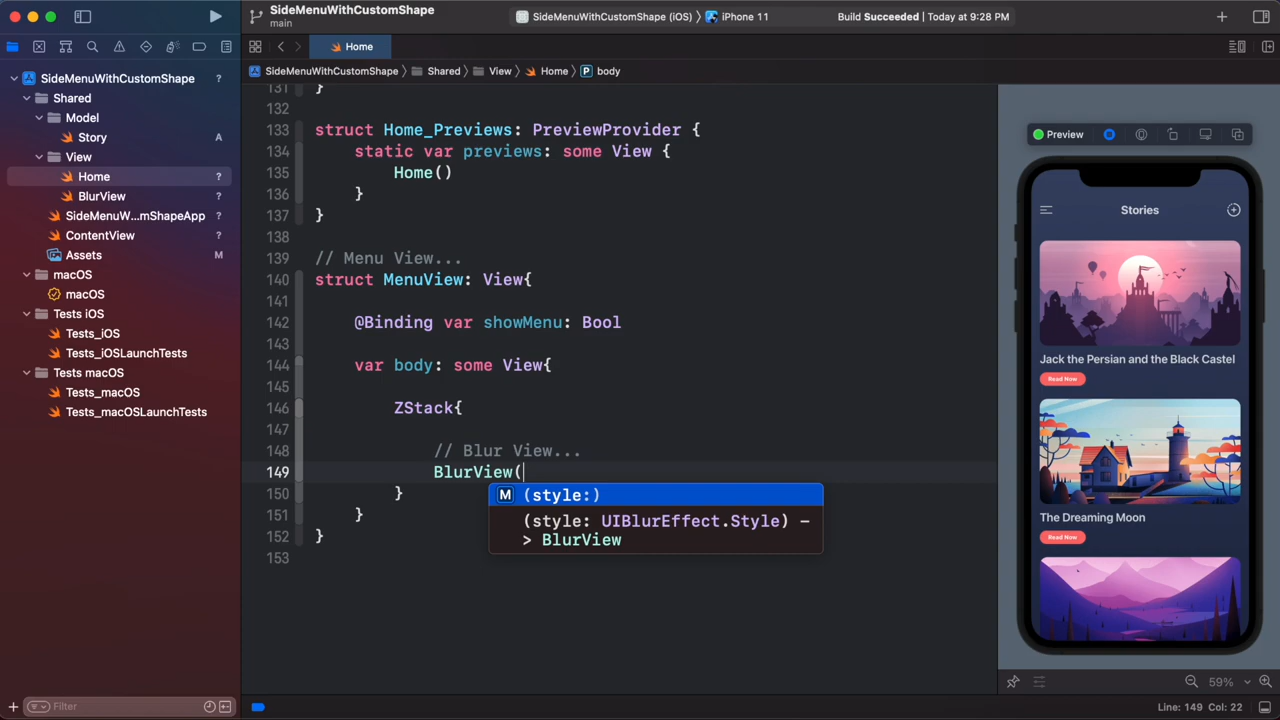 SideMenuWithCustomShape
main
SideMenuWithCustomShape (iOS) 〉 iPhone 11
Build Succeeded | Today at 9:28 PM
Home
SideMenuWithCustomShape 〉 Shared 〉 View 〉 Home 〉 P body
SideMenuWithCustomShape ?
Shared
Model
Story A
View
Home ?
BlurView ?
SideMenuW...mShapeApp ?
ContentView ?
Assets M
macOS
macOS
Tests iOS
Tests_iOS
Tests_iOSLaunchTests
Tests macOS
Tests_macOS
Tests_macOSLaunchTests
Filter
131 }
132
133 struct Home_Previews: PreviewProvider {
134 static var previews: some View {
135 Home()
136 }
137 }
138
139 // Menu View...
140 struct MenuView: View{
141
142 @Binding var showMenu: Bool
143
144 var body: some View{
145
146 ZStack{
147
148 // Blur View...
149 BlurView(
150 }
151 }
152 }
153
M (style:)
(style: UIBlurEffect.Style) –
> BlurView
Preview
Stories
Jack the Persian and the Black Castel
Read Now
The Dreaming Moon
Read Now
59%
Line: 149 Col: 22